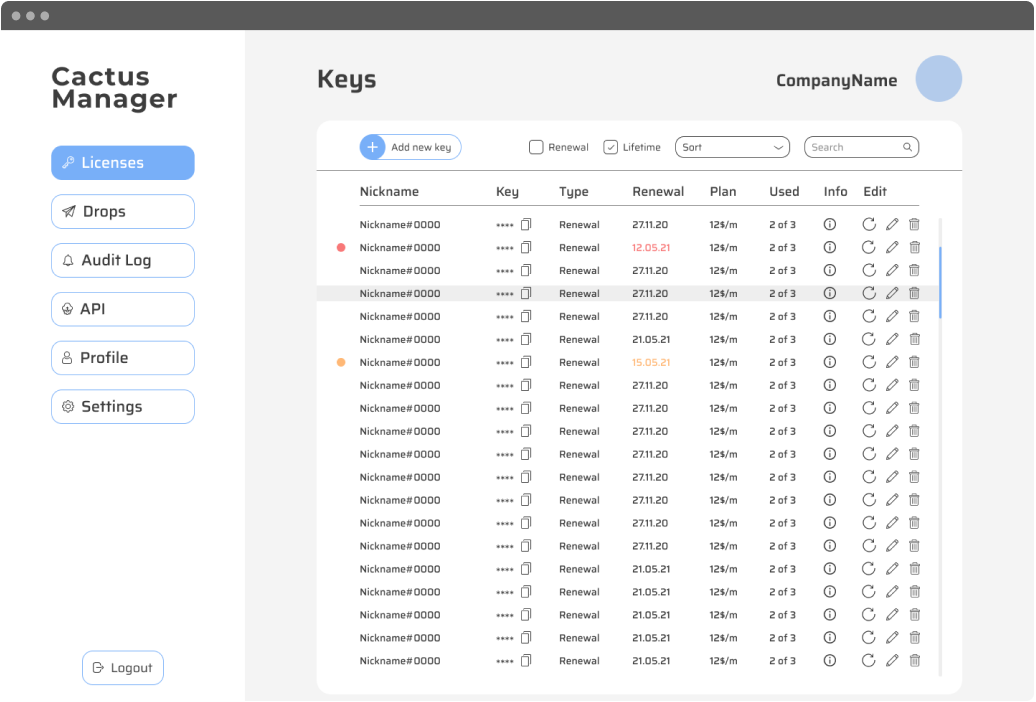 Cactus
Manager
Licenses
Drops
Audit Log
API
Profile
Settings
Logout
Keys
CompanyName
Add new key
Renewal
Lifetime
Sort
Search
Nickname Key Type Renewal Plan Used Info Edit
Nickname#0000 **** Renewal 27.11.20 12$/m 2 of 3
Nickname#0000 **** Renewal 12.05.21 12$/m 2 of 3
Nickname#0000 **** Renewal 27.11.20 12$/m 2 of 3
Nickname#0000 **** Renewal 27.11.20 12$/m 2 of 3
Nickname#0000 **** Renewal 27.11.20 12$/m 2 of 3
Nickname#0000 **** Renewal 21.05.21 12$/m 2 of 3
Nickname#0000 **** Renewal 15.05.21 12$/m 2 of 3
Nickname#0000 **** Renewal 27.11.20 12$/m 2 of 3
Nickname#0000 **** Renewal 27.11.20 12$/m 2 of 3
Nickname#0000 **** Renewal 27.11.20 12$/m 2 of 3
Nickname#0000 **** Renewal 27.11.20 12$/m 2 of 3
Nickname#0000 **** Renewal 27.11.20 12$/m 2 of 3
Nickname#0000 **** Renewal 27.11.20 12$/m 2 of 3
Nickname#0000 **** Renewal 27.11.20 12$/m 2 of 3
Nickname#0000 **** Renewal 27.11.20 12$/m 2 of 3
Nickname#0000 **** Renewal 21.05.21 12$/m 2 of 3
Nickname#0000 **** Renewal 21.05.21 12$/m 2 of 3
Nickname#0000 **** Renewal 21.05.21 12$/m 2 of 3
Nickname#0000 **** Renewal 21.05.21 12$/m 2 of 3
Nickname#0000 **** Renewal 21.05.21 12$/m 2 of 3